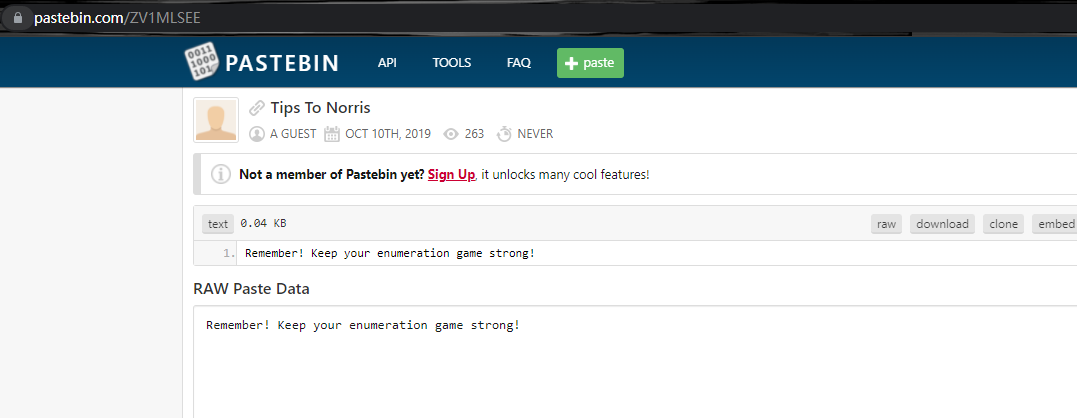 pastebin.com/ZV1MLSEE
0011
1000
101
PASTEBIN
API TOOLS FAQ + paste
Tips To Norris
A GUEST OCT 10TH, 2019 263 NEVER
Not a member of Pastebin yet? Sign Up, it unlocks many cool features!
text 0.04 KB raw download clone embed
1. Remember! Keep your enumeration game strong!
RAW Paste Data
Remember! Keep your enumeration game strong!